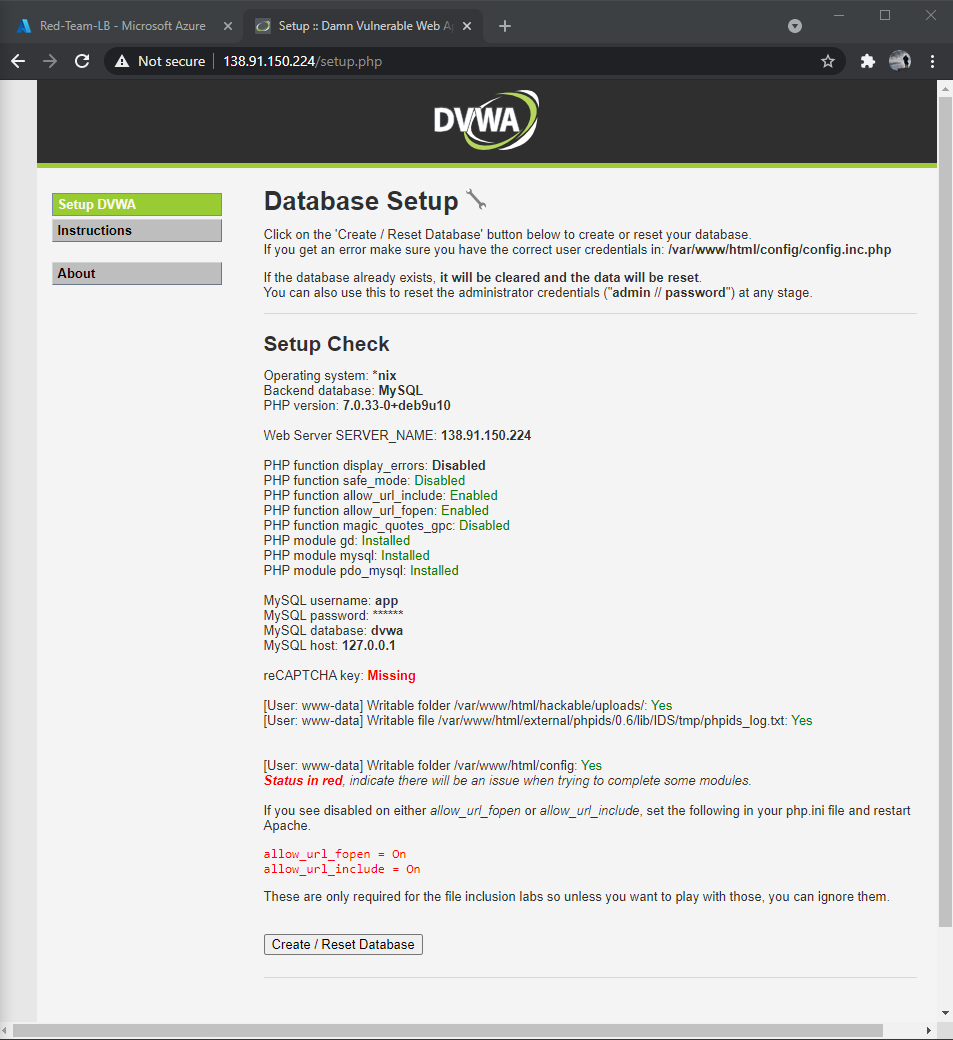 Red-Team-LB - Microsoft Azure
Setup :: Damn Vulnerable Web Ap
Not secure
138.91.150.224/setup.php
DVWA
Setup DVWA
Instructions
About
Database Setup
Click on the 'Create / Reset Database' button below to create or reset your database.
If you get an error make sure you have the correct user credentials in: /var/www/html/config/config.inc.php
If the database already exists, it will be cleared and the data will be reset.
You can also use this to reset the administrator credentials ("admin // password") at any stage.
Setup Check
Operating system: *nix
Backend database: MySQL
PHP version: 7.0.33-0+deb9u10
Web Server SERVER_NAME: 138.91.150.224
PHP function display_errors: Disabled
PHP function safe_mode: Disabled
PHP function allow_url_include: Enabled
PHP function allow_url_fopen: Enabled
PHP function magic_quotes_gpc: Disabled
PHP module gd: Installed
PHP module mysql: Installed
PHP module pdo_mysql: Installed
MySQL username: app
MySQL password: ******
MySQL database: dvwa
MySQL host: 127.0.0.1
reCAPTCHA key: Missing
[User: www-data] Writable folder /var/www/html/hackable/uploads/: Yes
[User: www-data] Writable file /var/www/html/external/phpids/0.6/lib/IDS/tmp/phpids_log.txt: Yes
[User: www-data] Writable folder /var/www/html/config: Yes
Status in red, indicate there will be an issue when trying to complete some modules.
If you see disabled on either allow_url_fopen or allow_url_include, set the following in your php.ini file and restart
Apache.
allow_url_fopen = On
allow_url_include = On
These are only required for the file inclusion labs so unless you want to play with those, you can ignore them.
Create / Reset Database